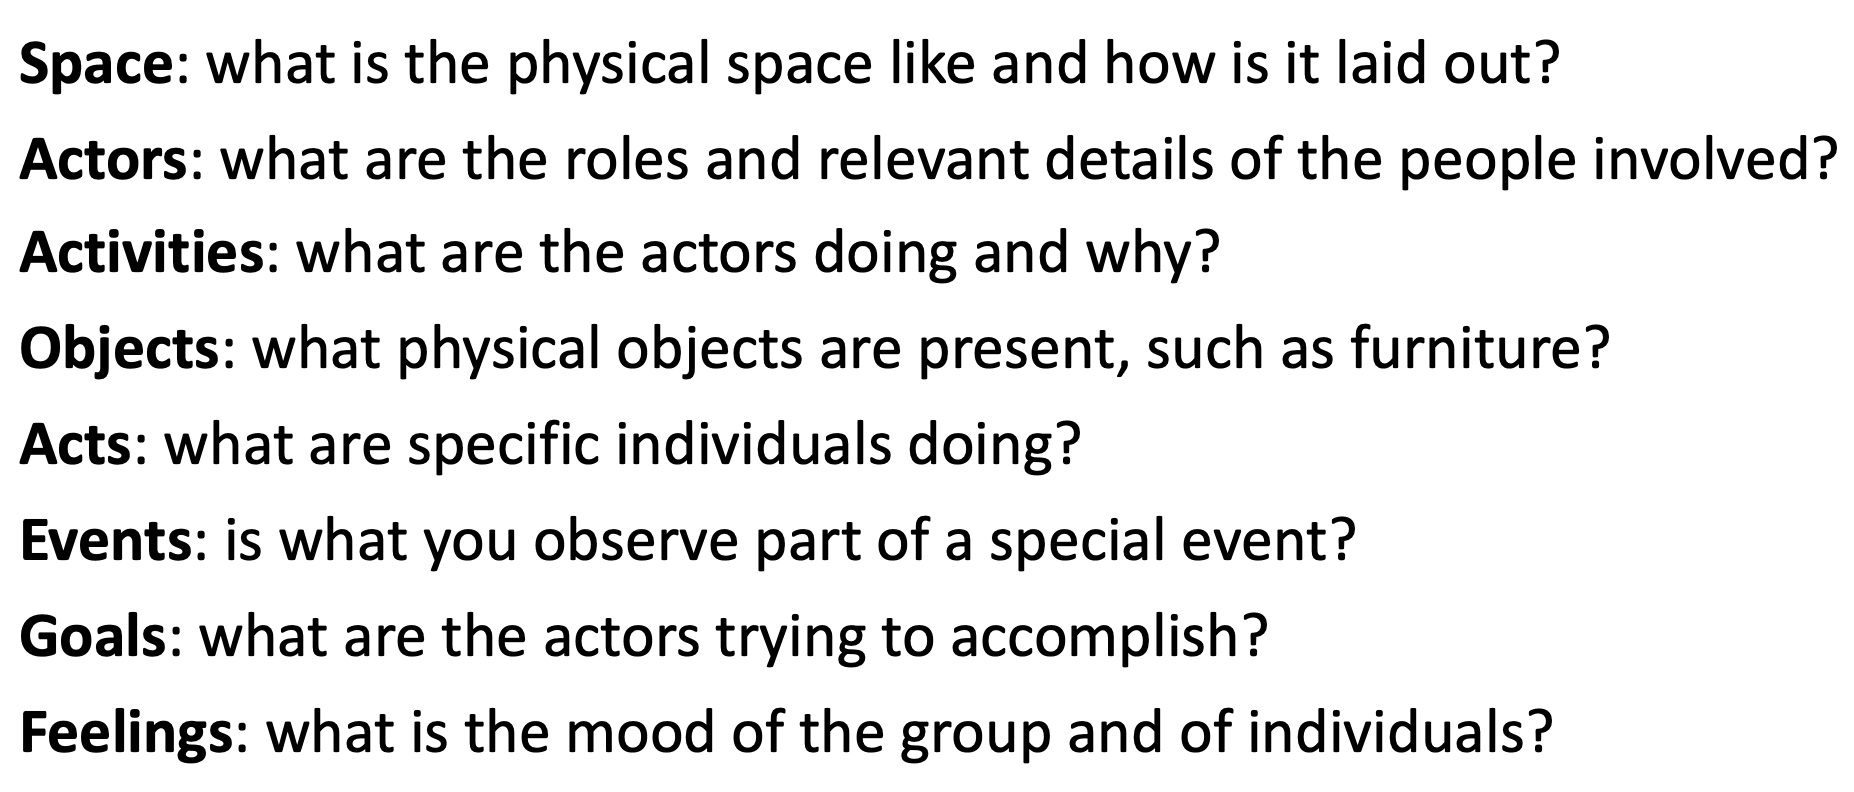 Space: what is the physical space like and how is it laid out?
Actors: what are the roles and relevant details of the people involved?
Activities: what are the actors doing and why?
Objects: what physical objects are present, such as furniture?
Acts: what are specific individuals doing?
Events: is what you observe part of a special event?
Goals: what are the actors trying to accomplish?
Feelings: what is the mood of the group and of individuals?